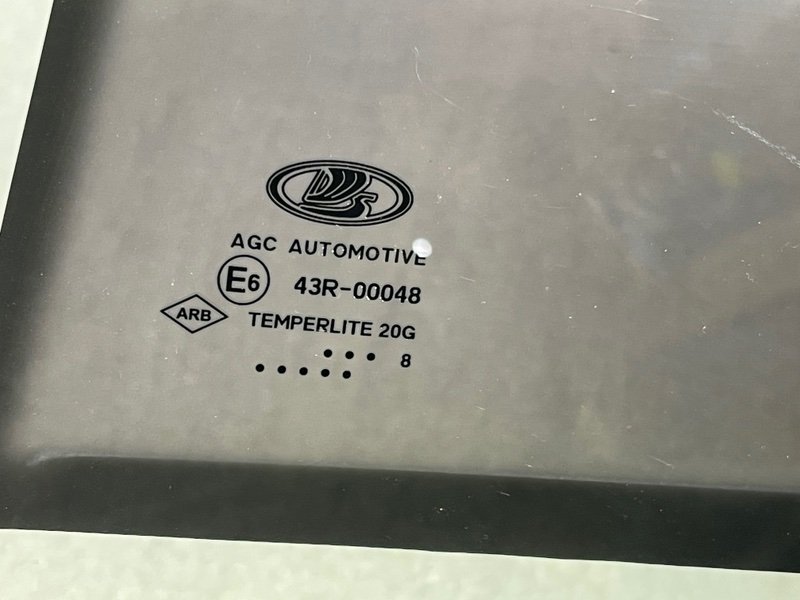 AGC AUTOMOTIVE
E6 43R-00048
ARB TEMPERLITE 20G
8